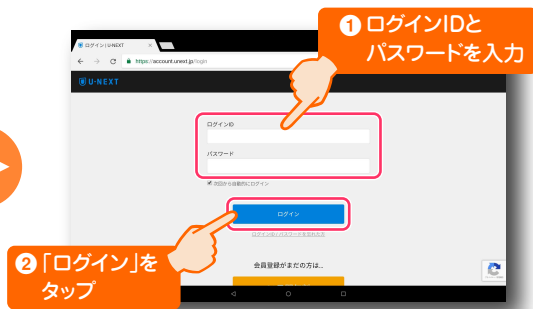 ❶ ログインIDと
パスワードを入力
ログイン | U-NEXT
https://account.unext.jp/login
U-NEXT
ログインID
パスワード
次回から自動的にログイン
ログイン
ログインID / パスワードを忘れた方
会員登録がまだの方は...
❷「ログイン」を
タップ